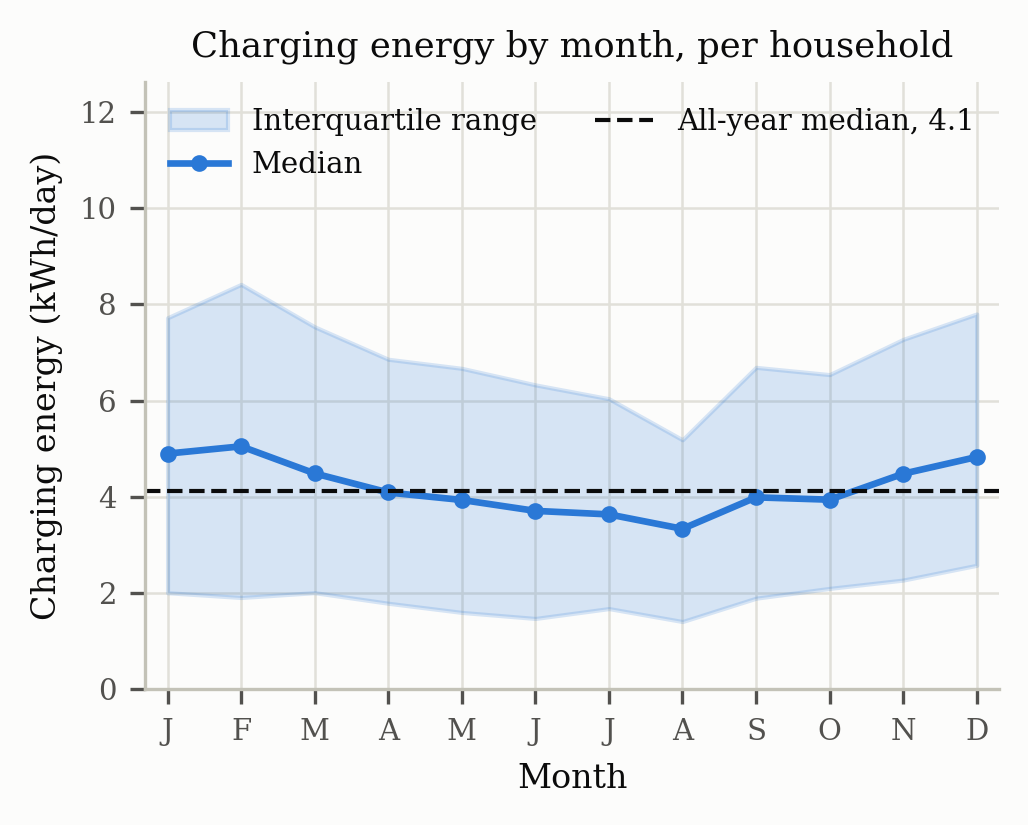 Charging energy by month, per household
Interquartile range
Median
All-year median, 4.1
Charging energy (kWh/day)
12
10
8
6
4
2
0
J F M A M J J A S O N D
Month